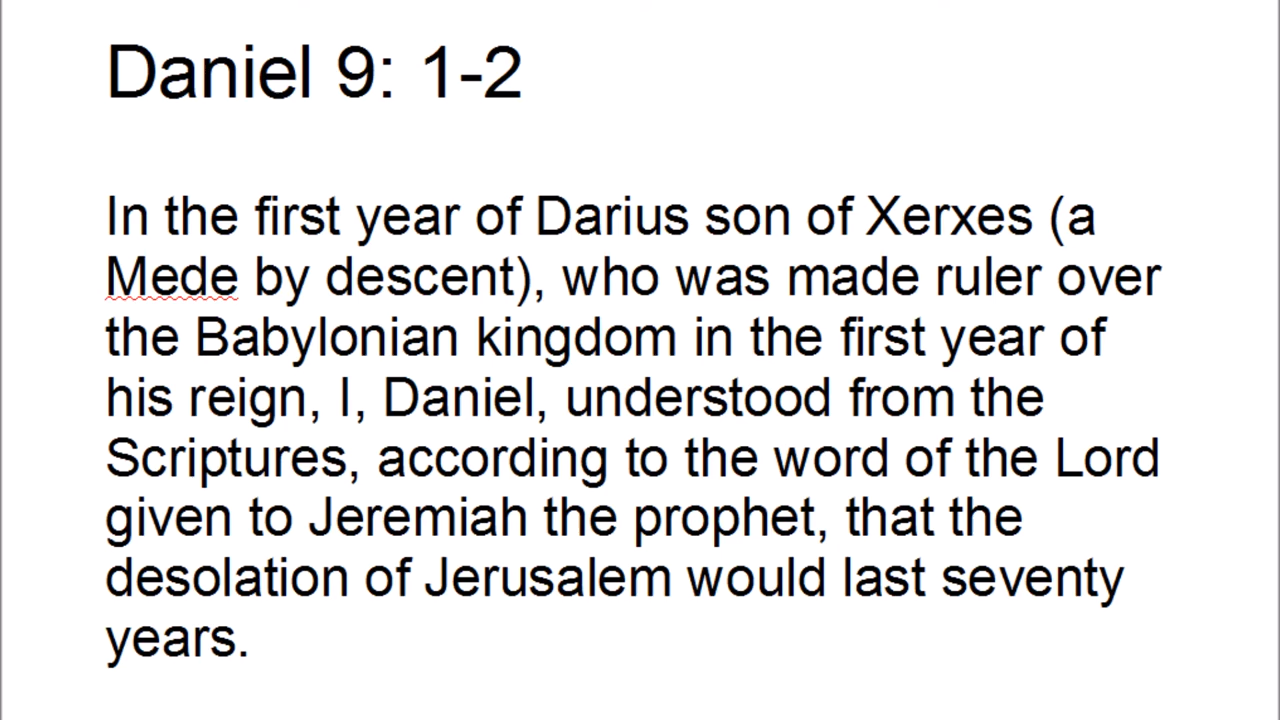 Daniel 9: 1-2
In the first year of Darius son of Xerxes (a
Mede by descent), who was made ruler over
the Babylonian kingdom in the first year of
his reign, I, Daniel, understood from the
Scriptures, according to the word of the Lord
given to Jeremiah the prophet, that the
desolation of Jerusalem would last seventy
years.